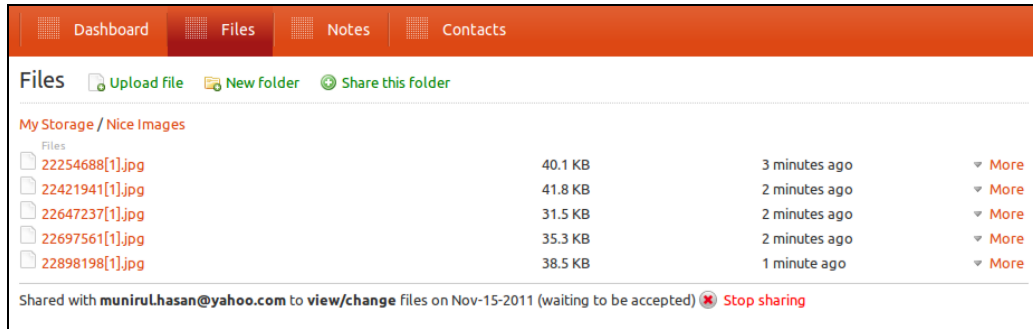 Dashboard Files Notes Contacts
Files Upload file New folder Share this folder
My Storage / Nice Images
Files
22254688[1].jpg 40.1 KB 3 minutes ago More
22421941[1].jpg 41.8 KB 2 minutes ago More
22647237[1].jpg 31.5 KB 2 minutes ago More
22697561[1].jpg 35.3 KB 2 minutes ago More
22898198[1].jpg 38.5 KB 1 minute ago More
Shared with munirul.hasan@yahoo.com to view/change files on Nov-15-2011 (waiting to be accepted) Stop sharing